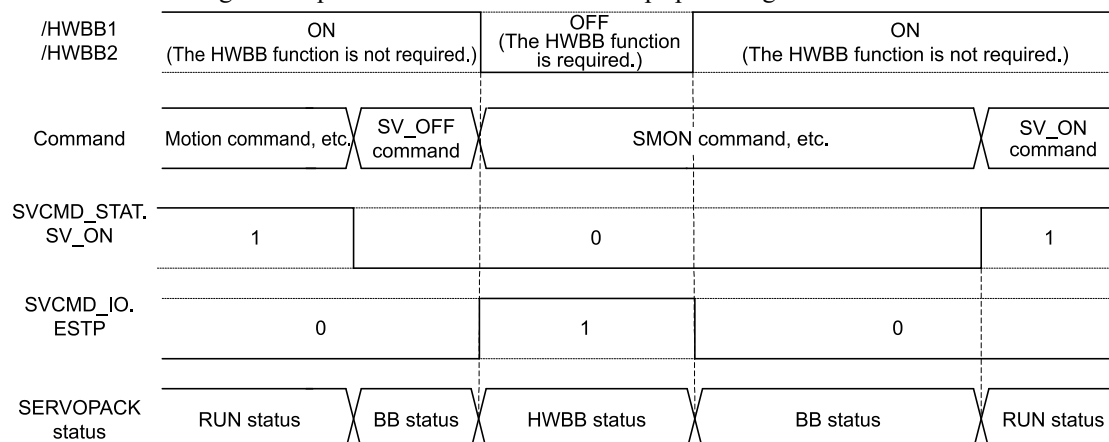 /HWBB1
/HWBB2
ON
(The HWBB function is not required.)
OFF
(The HWBB function
is required.)
ON
(The HWBB function is not required.)
Command
Motion command, etc.
SV_OFF
command
SMON command, etc.
SV_ON
command
SVCMD_STAT.
SV_ON
1
0
1
SVCMD_IO.
ESTP
0
1
0
SERVOPACK
status
RUN status
BB status
HWBB status
BB status
RUN status